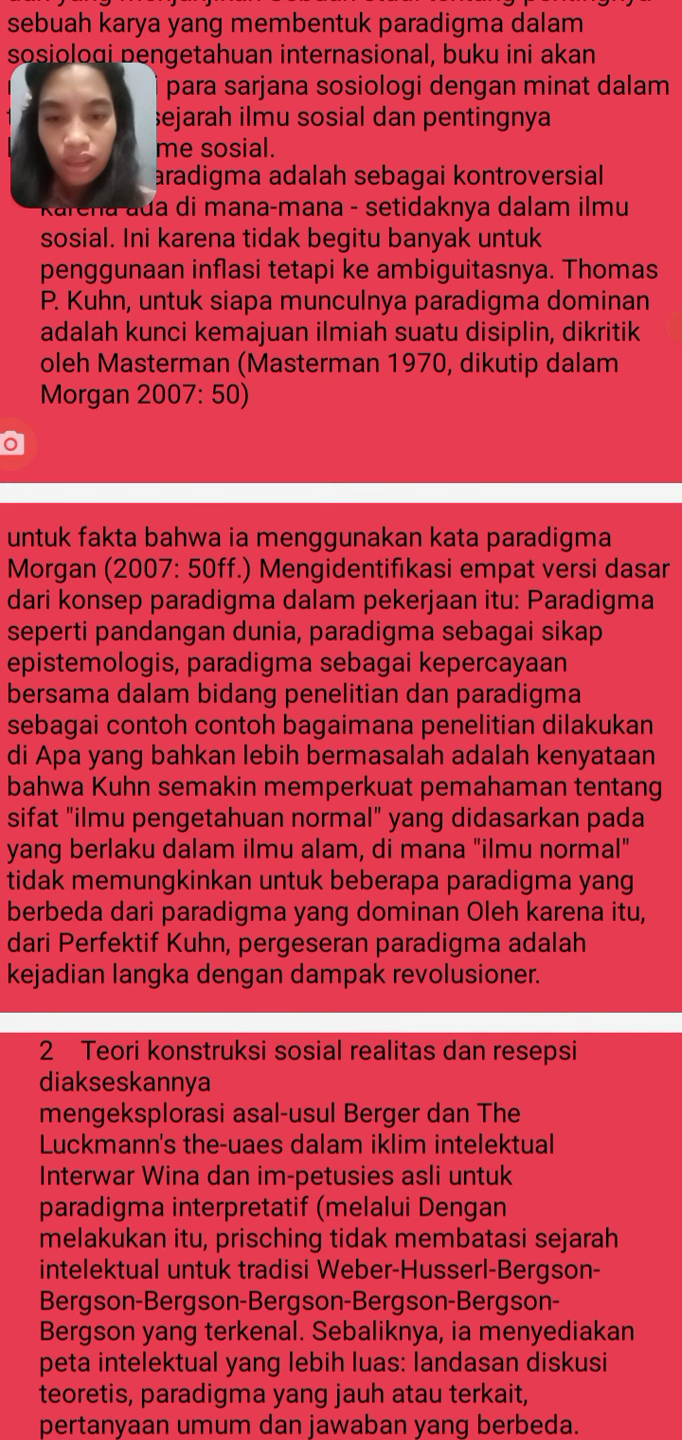 sebuah karya yang membentuk paradigma dalam
sosiologi pengetahuan internasional, buku ini akan
para sarjana sosiologi dengan minat dalam
sejarah ilmu sosial dan pentingnya
me sosial.
aradigma adalah sebagai kontroversial
karena ada di mana-mana - setidaknya dalam ilmu
sosial. Ini karena tidak begitu banyak untuk
penggunaan inflasi tetapi ke ambiguitasnya. Thomas
P. Kuhn, untuk siapa munculnya paradigma dominan
adalah kunci kemajuan ilmiah suatu disiplin, dikritik
oleh Masterman (Masterman 1970, dikutip dalam
Morgan 2007: 50)
untuk fakta bahwa ia menggunakan kata paradigma
Morgan (2007: 50ff.) Mengidentifikasi empat versi dasar
dari konsep paradigma dalam pekerjaan itu: Paradigma
seperti pandangan dunia, paradigma sebagai sikap
epistemologis, paradigma sebagai kepercayaan
bersama dalam bidang penelitian dan paradigma
sebagai contoh contoh bagaimana penelitian dilakukan
di Apa yang bahkan lebih bermasalah adalah kenyataan
bahwa Kuhn semakin memperkuat pemahaman tentang
sifat "ilmu pengetahuan normal" yang didasarkan pada
yang berlaku dalam ilmu alam, di mana "ilmu normal"
tidak memungkinkan untuk beberapa paradigma yang
berbeda dari paradigma yang dominan Oleh karena itu,
dari Perfektif Kuhn, pergeseran paradigma adalah
kejadian langka dengan dampak revolusioner.
2 Teori konstruksi sosial realitas dan resepsi
diakseskannya
mengeksplorasi asal-usul Berger dan The
Luckmann's the-uaes dalam iklim intelektual
Interwar Wina dan im-petusies asli untuk
paradigma interpretatif (melalui Dengan
melakukan itu, prisching tidak membatasi sejarah
intelektual untuk tradisi Weber-Husserl-Bergson-
Bergson-Bergson-Bergson-Bergson-Bergson-
Bergson yang terkenal. Sebaliknya, ia menyediakan
peta intelektual yang lebih luas: landasan diskusi
teoretis, paradigma yang jauh atau terkait,
pertanyaan umum dan jawaban yang berbeda.